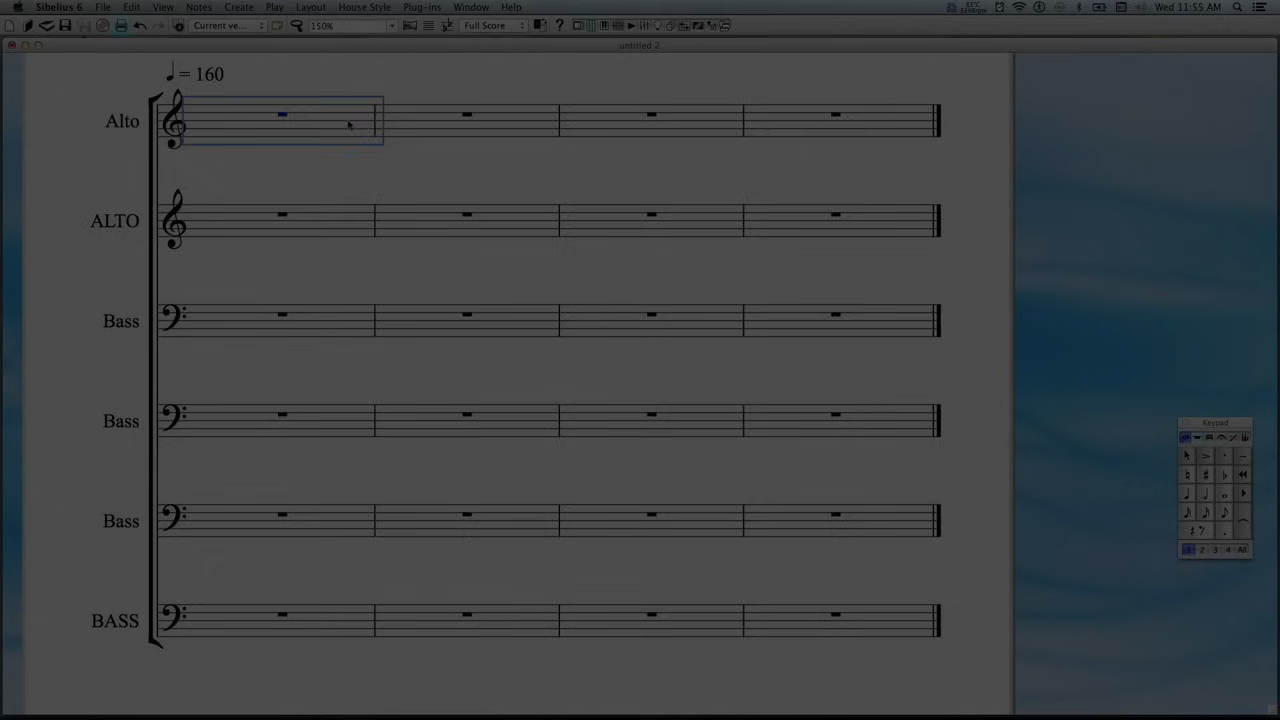 Sibelius 6 File Edit View Notes Create Play Layout House Style Plug-ins Window Help Wed 11:55 AM
Current ve... 150% Full Score ?
untitled 2
= 160
Alto
ALTO
Bass
Bass
Bass
BASS
Keypad
1 2 3 4 All